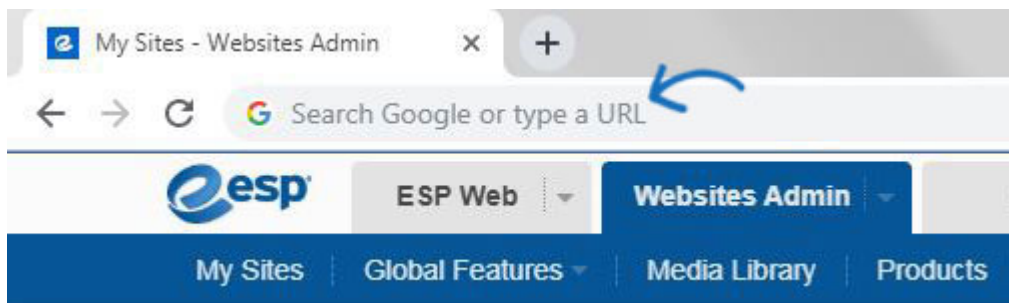 My Sites - Websites Admin
Search Google or type a URL
esp ESP Web Websites Admin
My Sites Global Features Media Library Products